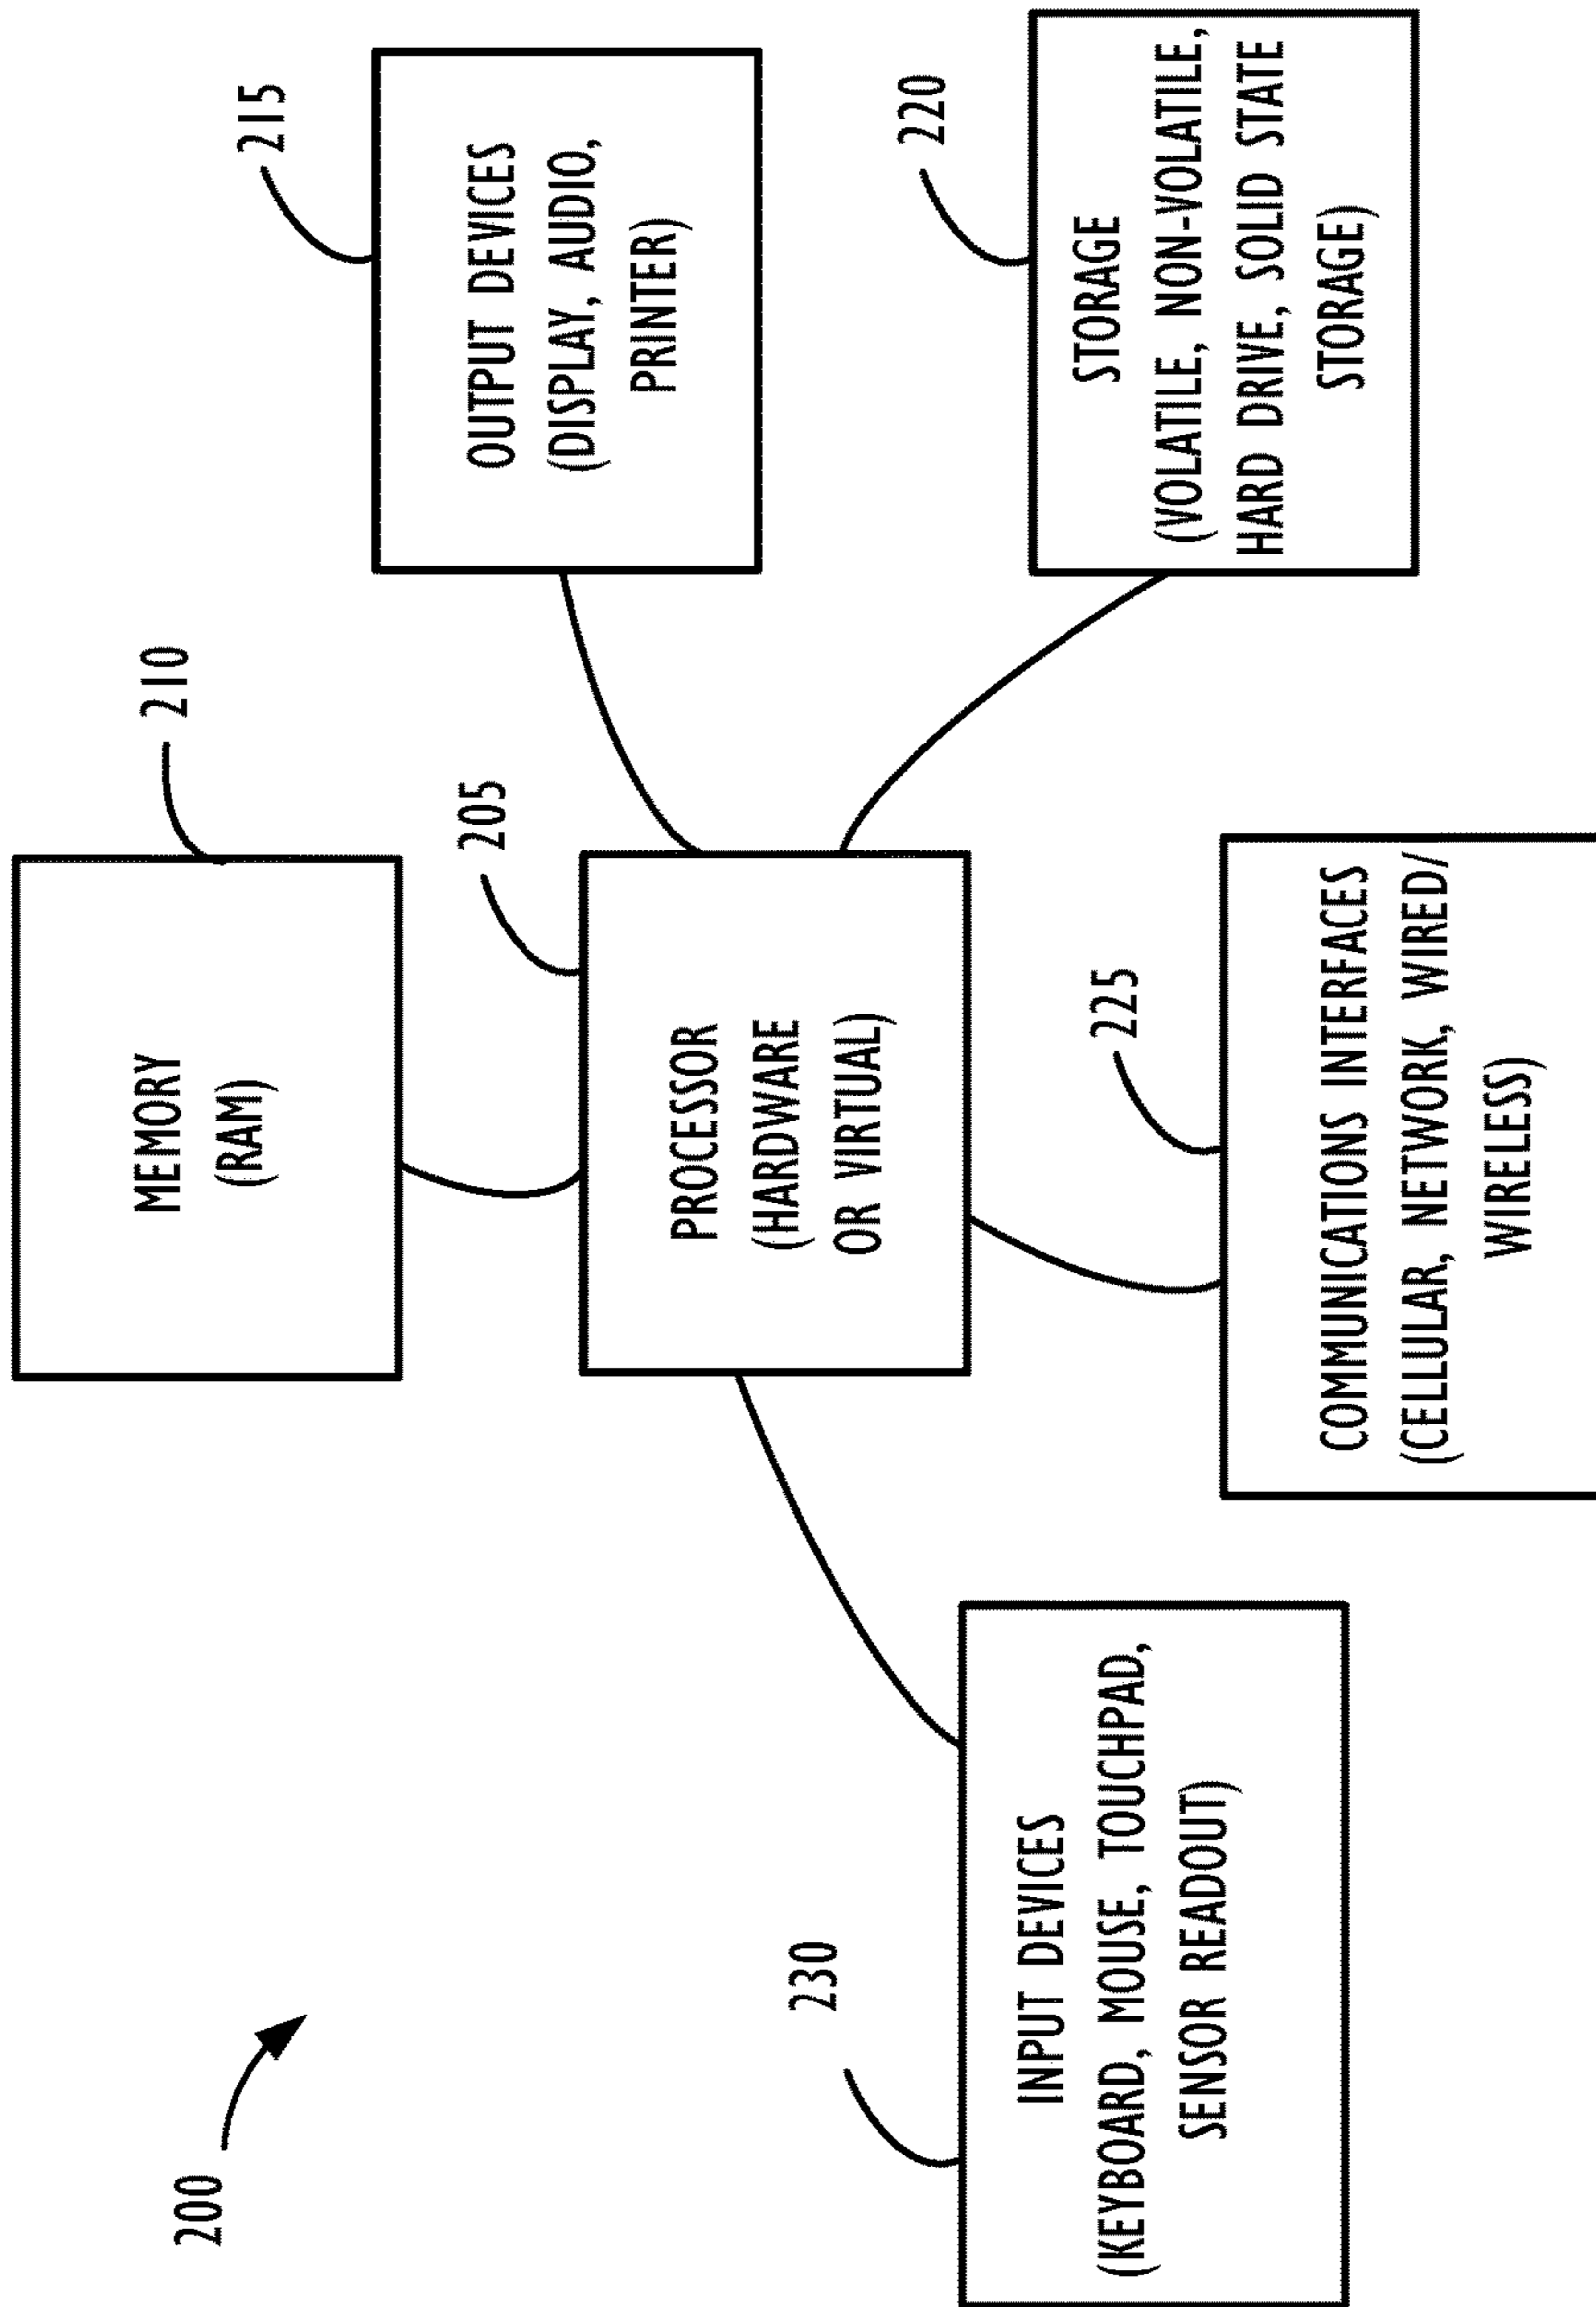 200
210
MEMORY
(RAM)
215
OUTPUT DEVICES
(DISPLAY, AUDIO,
PRINTER)
205
PROCESSOR
(HARDWARE
OR VIRTUAL)
230
INPUT DEVICES
(KEYBOARD, MOUSE, TOUCHPAD,
SENSOR READOUT)
225
COMMUNICATIONS INTERFACES
(CELLULAR, NETWORK, WIRED/
WIRELESS)
220
STORAGE
(VOLATILE, NON-VOLATILE,
HARD DRIVE, SOLID STATE
STORAGE)